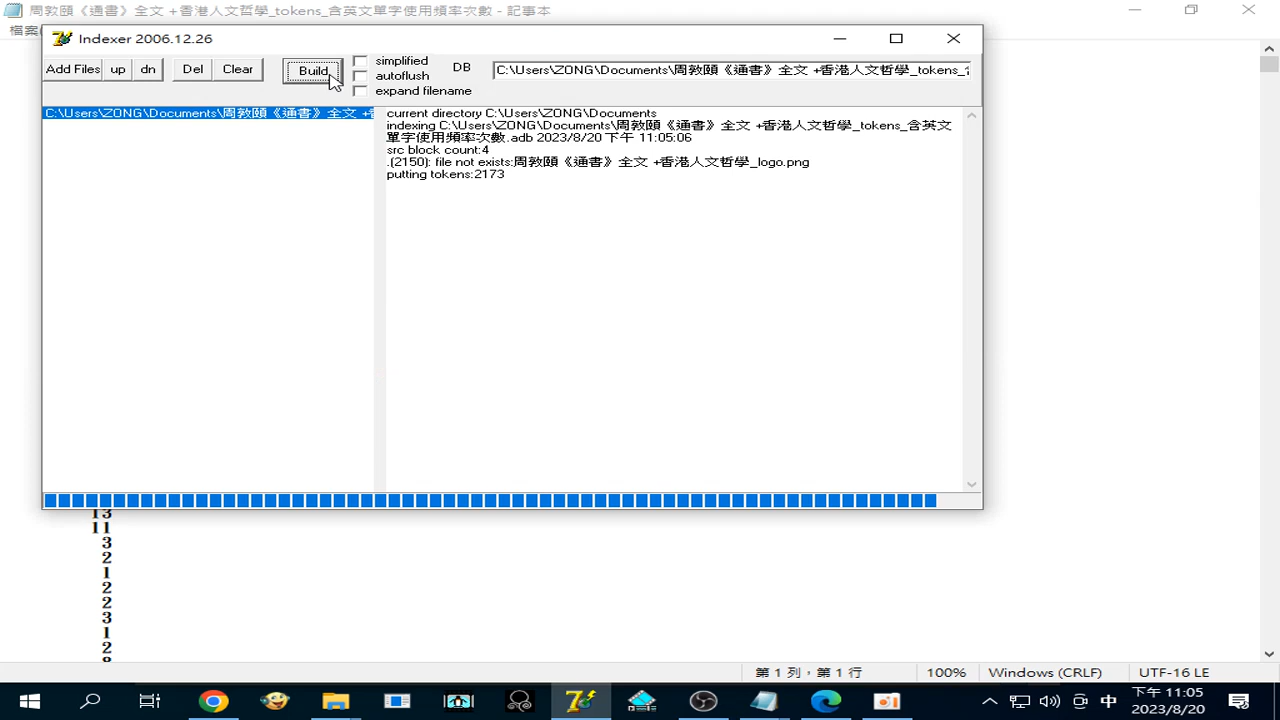 周敦頤《通書》全文 +香港人文哲學_tokens_含英文單字使用頻率次數 - 記事本
檔案
Indexer 2006.12.26
Add Files up dn Del Clear Build
simplified
autoflush
expand filename
DB
C:\Users\ZONG\Documents\周敦頤《通書》全文 +香港人文哲學_tokens_
C:\Users\ZONG\Documents\周敦頤《通書》全文 +
current directory C:\Users\ZONG\Documents
indexing C:\Users\ZONG\Documents\周敦頤《通書》全文 +香港人文哲學_tokens_含英文
單字使用頻率次數.adb 2023/8/20 下午 11:05:06
src block count:4
.(2150): file not exists:周敦頤《通書》全文 +香港人文哲學_logo.png
putting tokens:2173
13
11
3
2
1
2
2
3
1
2
8
第 1 列，第 1 行
100%
Windows (CRLF)
UTF-16 LE
中
下午 11:05
2023/8/20